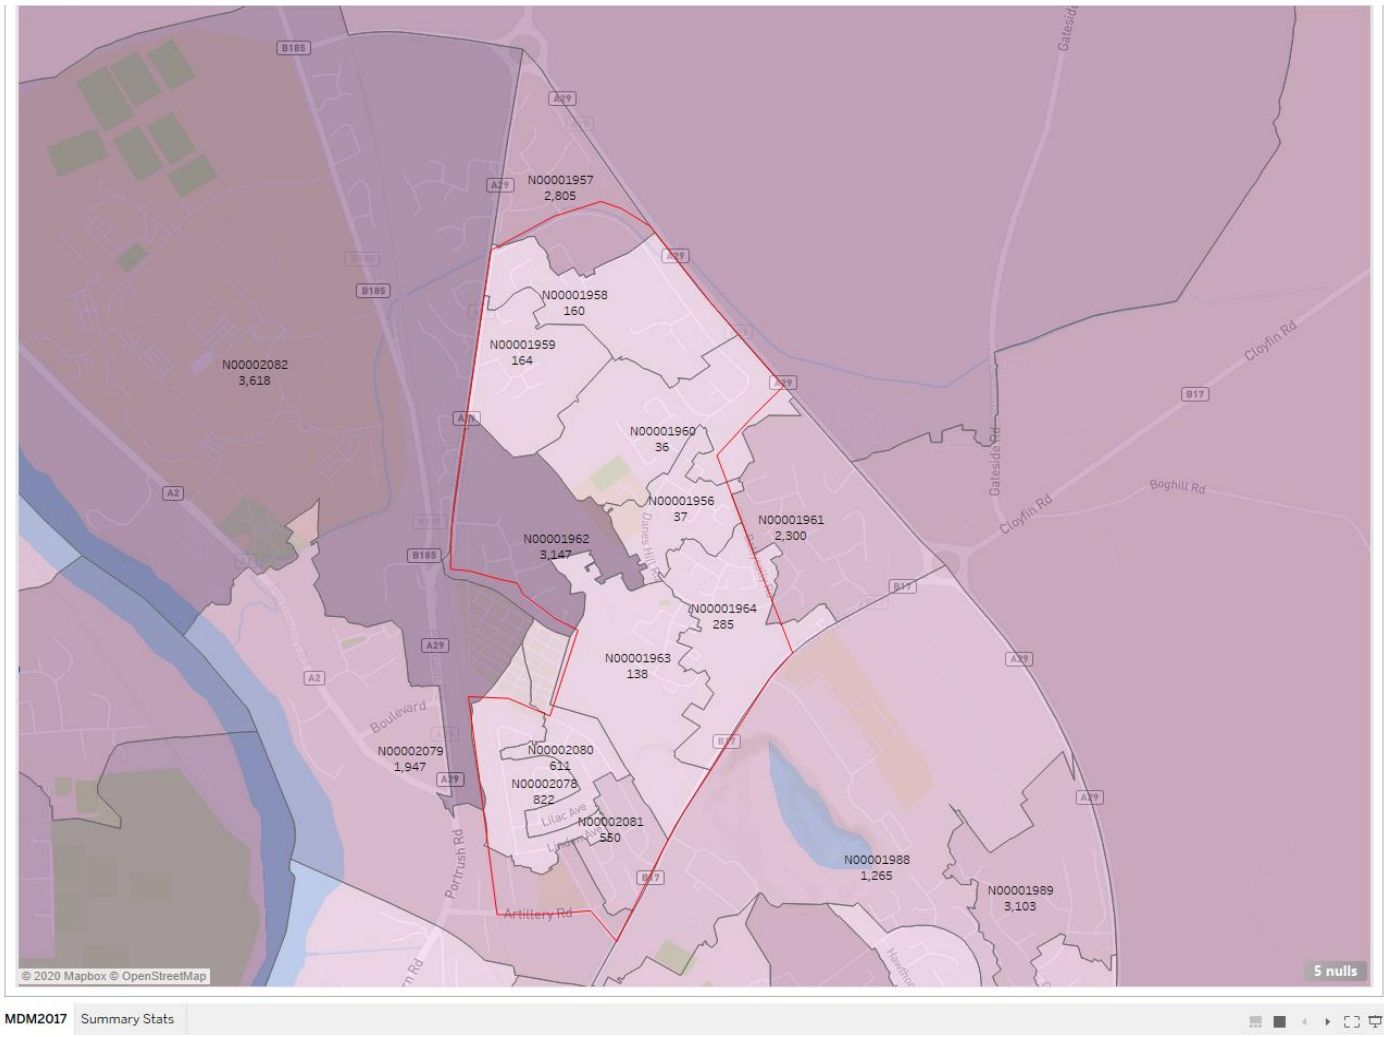 B185
A29
Gateside
N00001957
2,805
A29
A29
B185
B185
N00001958
160
N00001959
164
Cloyfin Rd
N00002082
3,618
A29
B17
A29
N00001960
36
Gateside Rd
Boghill Rd
A2
N00001956
37
Cloyfin Rd
Danes Hill Rd
N00001961
2,300
N00001962
3,147
B185
B17
N00001964
285
A29
N00001963
138
A29
A2
Boulevard
B17
N00002079
1,947
N00002080
611
A29
N00002078
822
A29
Lilac Ave
N00002081
550
Linden Ave
Portrush Rd
N00001988
1,265
B17
N00001989
3,103
Artillery Rd
© 2020 Mapbox © OpenStreetMap
5 nulls
MDM2017 Summary Stats